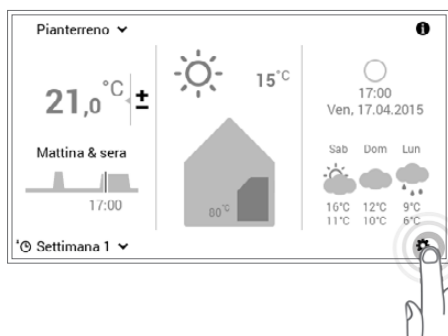 Pianterreno
21,0 °C
±
Mattina & sera
17:00
Settimana 1
15°C
80°C
i
17:00
Ven, 17.04.2015
Sab Dom Lun
16°C 12°C 9°C
11°C 10°C 6°C